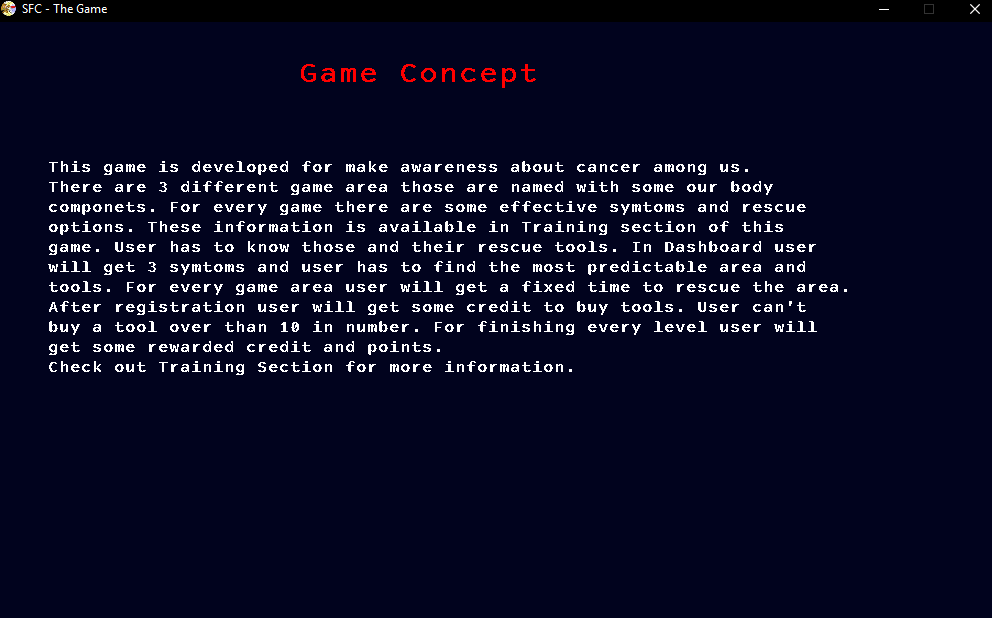 SFC - The Game
Game Concept
This game is developed for make awareness about cancer among us.
There are 3 different game area those are named with some our body
componets. For every game there are some effective symtoms and rescue
options. These information is available in Training section of this
game. User has to know those and their rescue tools. In Dashboard user
will get 3 symtoms and user has to find the most predictable area and
tools. For every game area user will get a fixed time to rescue the area.
After registration user will get some credit to buy tools. User can't
buy a tool over than 10 in number. For finishing every level user will
get some rewarded credit and points.
Check out Training Section for more information.